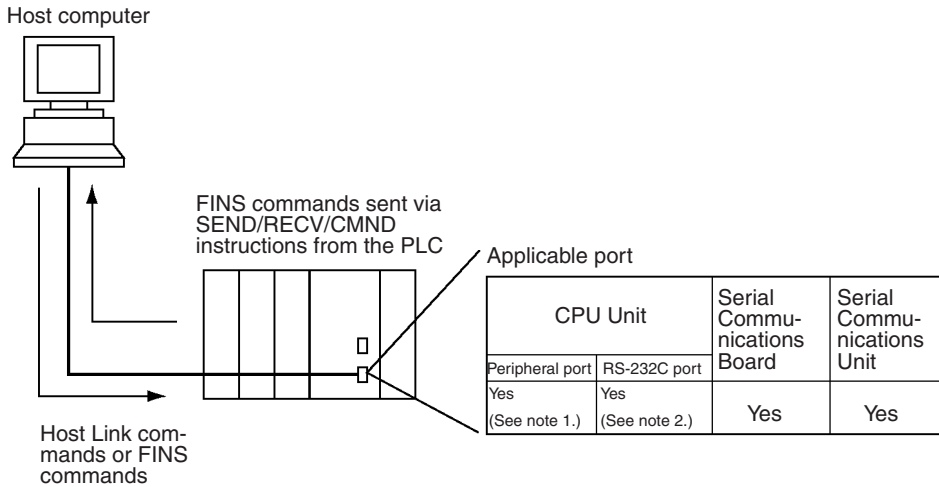 Host computer
FINS commands sent via
SEND/RECV/CMND
instructions from the PLC
Applicable port
CPU Unit
Serial
Commu-
nications
Board
Serial
Commu-
nications
Unit
Peripheral port
RS-232C port
Yes
(See note 1.)
Yes
(See note 2.)
Yes
Yes
Host Link com-
mands or FINS
commands